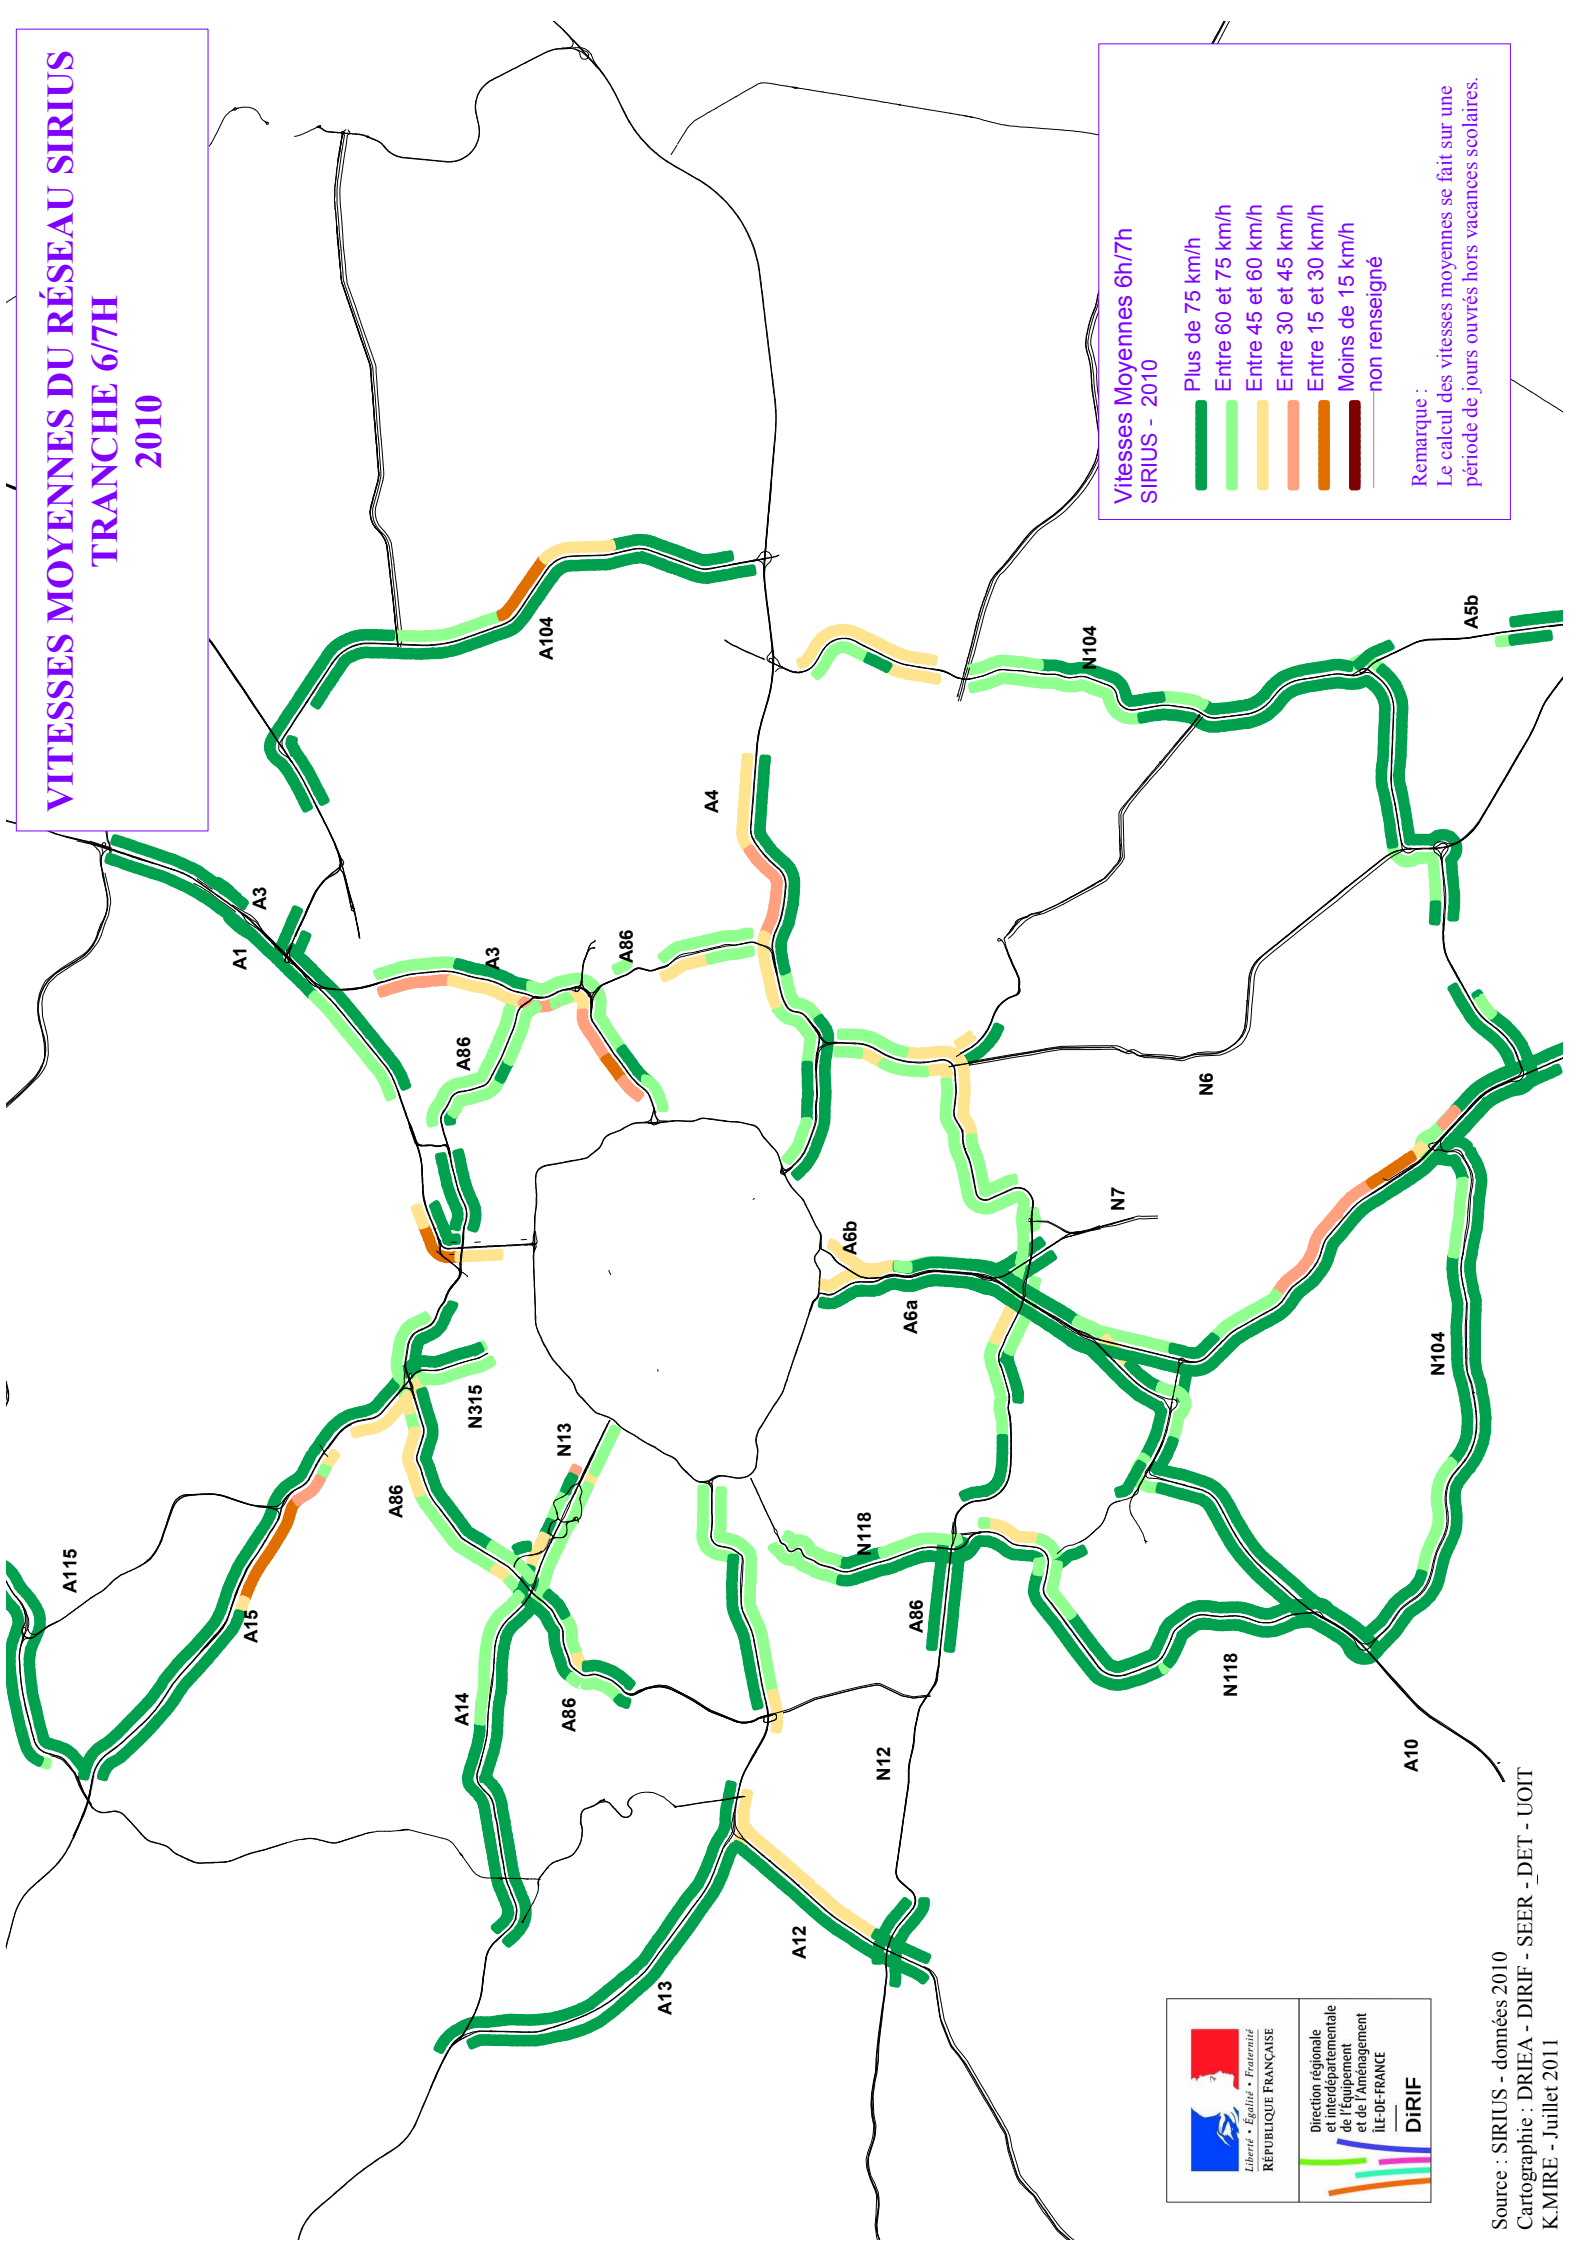 VITESSES MOYENNES DU RÉSEAU SIRIUS
TRANCHE 6/7H
2010
A115
A15
A86
N315
A1
A3
A86
A3
A86
A104
A14
N13
A86
A4
A13
A12
N12
A86
N118
A6a
A6b
N7
N6
N104
A5b
N118
A10
N104
Vitesses Moyennes 6h/7h
SIRIUS - 2010
Plus de 75 km/h
Entre 60 et 75 km/h
Entre 45 et 60 km/h
Entre 30 et 45 km/h
Entre 15 et 30 km/h
Moins de 15 km/h
non renseigné
Remarque :
Le calcul des vitesses moyennes se fait sur une
période de jours ouvrés hors vacances scolaires.
Liberté • Égalité • Fraternité
RÉPUBLIQUE FRANÇAISE
Direction régionale
et interdépartementale
de l'Équipement
et de l'Aménagement
ÎLE-DE-FRANCE
DiRIF
Source : SIRIUS - données 2010
Cartographie : DRIEA - DIRIF - SEER - DET - UOIT
K.MIRE - Juillet 2011